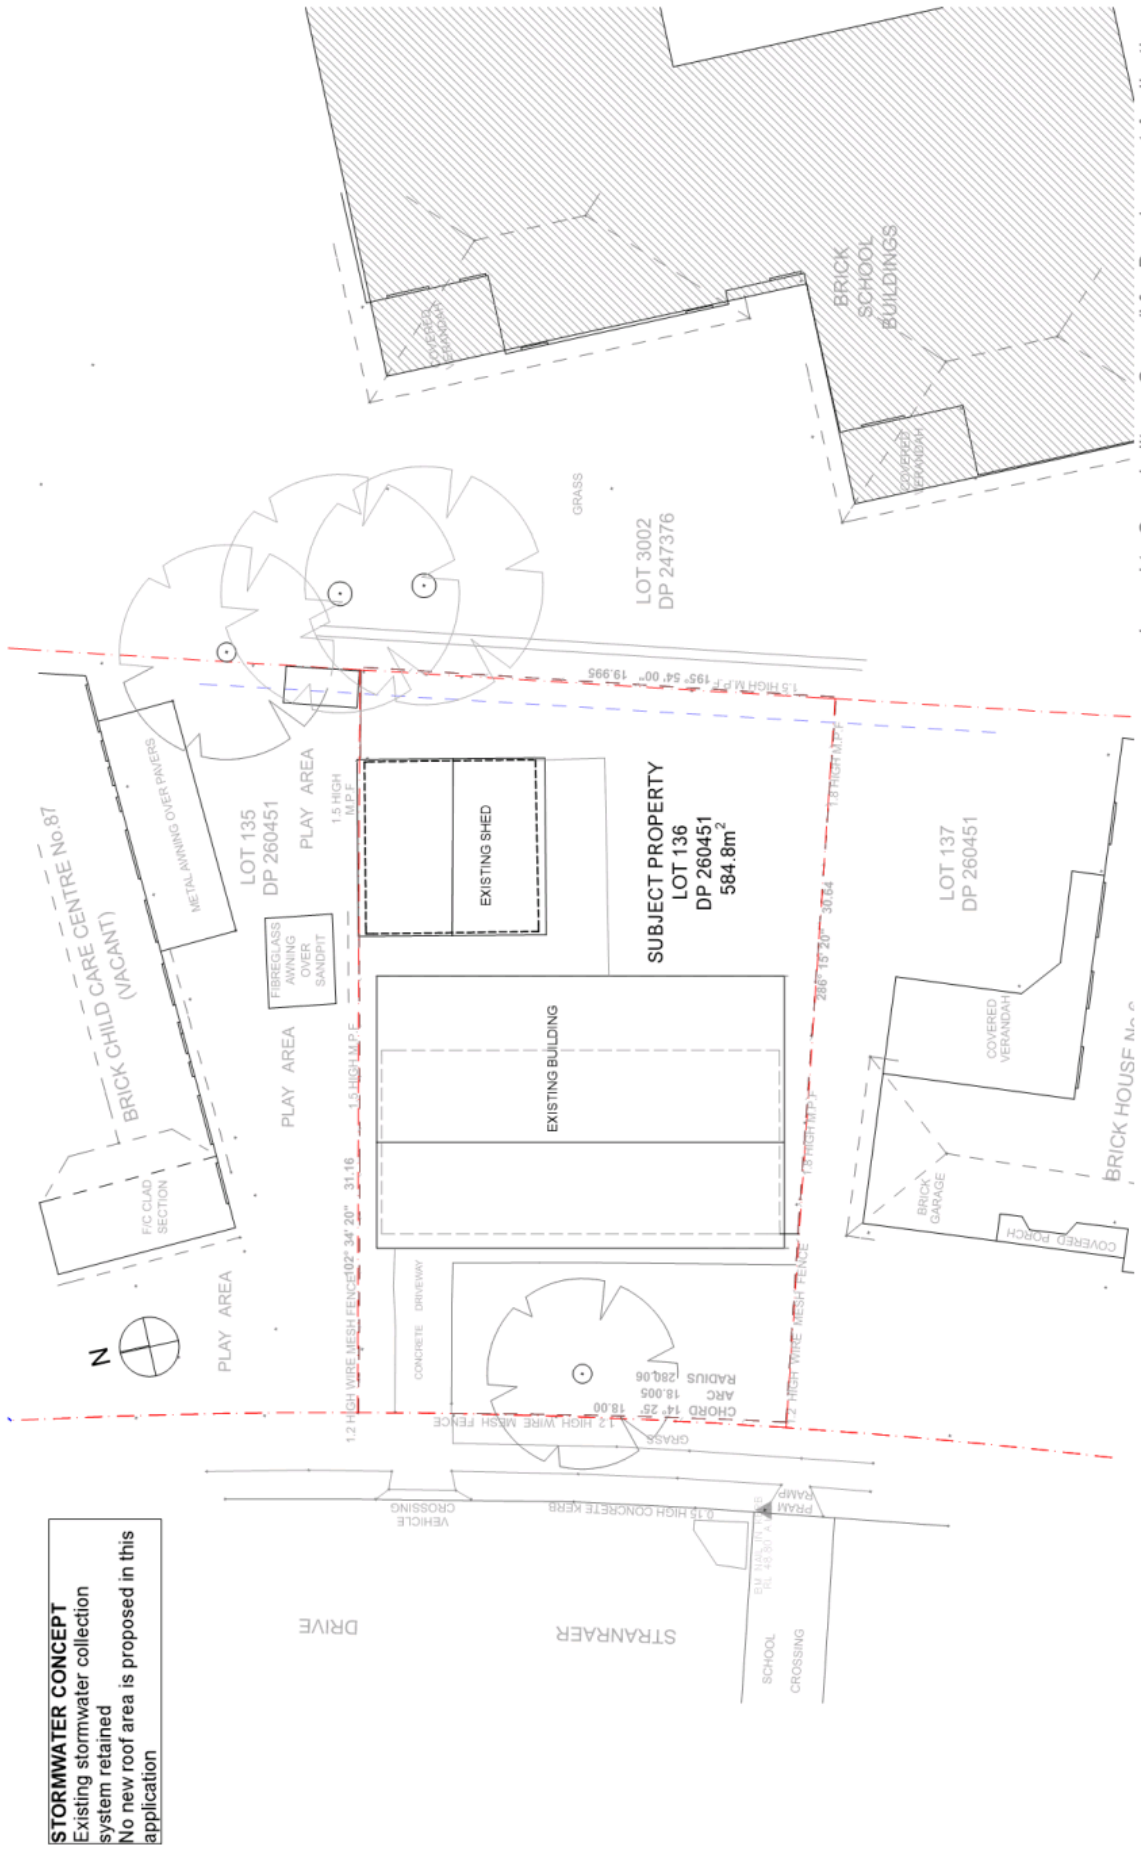 STORMWATER CONCEPT
Existing stormwater collection
system retained
No new roof area is proposed in this
application
N
BRICK CHILD CARE CENTRE No.87
(VACANT)
F/C CLAD
SECTION
METAL AWNING OVER PAVERS
PLAY AREA
PLAY AREA
PLAY AREA
FIBREGLASS
AWNING
OVER
SANDPIT
LOT 135
DP 260451
1.5 HIGH
M.P.F
1.2 HIGH WIRE MESH FENCE
102° 34' 20" 31.16
1.5 HIGH M.P.F
CONCRETE DRIVEWAY
EXISTING BUILDING
EXISTING SHED
SUBJECT PROPERTY
LOT 136
DP 260451
584.8m²
1.5 HIGH M.P.F
195° 54' 00" 19.995
CHORD 14° 25' 18.00
ARC 18.005
RADIUS 280.06
1.2 HIGH WIRE MESH FENCE
GRASS
1.2 HIGH WIRE MESH FENCE
1.8 HIGH M.P.F
286° 15' 20" 30.64
1.8 HIGH M.P.F
VEHICLE
CROSSING
0.15 HIGH CONCRETE KERB
PRAM
RAMP
BM NAIL IN
SCHOOL
CROSSING
STRANRAER
DRIVE
LOT 137
DP 260451
COVERED
VERANDAH
BRICK
GARAGE
COVERED PORCH
BRICK HOUSE
LOT 3002
DP 247376
GRASS
COVERED
VERANDAH
COVERED
VERANDAH
BRICK
SCHOOL
BUILDINGS